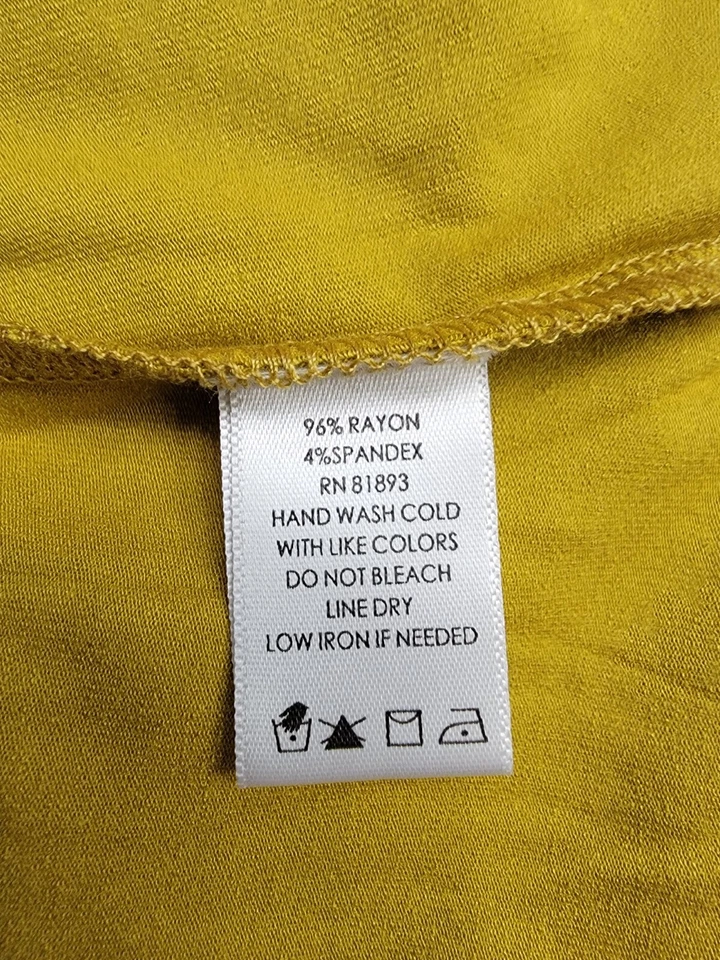 96% RAYON
4%SPANDEX
RN 81893
HAND WASH COLD
WITH LIKE COLORS
DO NOT BLEACH
LINE DRY
LOW IRON IF NEEDED